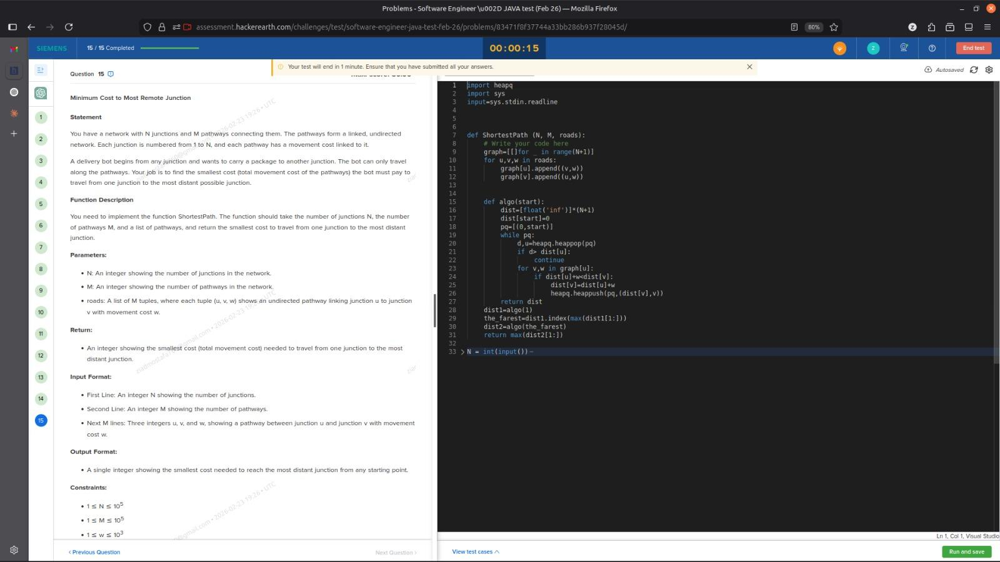 Problems - Software Engineer \u002D JAVA test (Feb 26) — Mozilla Firefox
assessment.hackerearth.com/challenges/test/software-engineer-java-test-feb-26/problems/83471f8f37744a33bb286b937f28045d/
80%
Z
SIEMENS
15 / 15 Completed
00:00:15
Z
End test
Your test will end in 1 minute. Ensure that you have submitted all your answers.
Question 15
Autosaved
Minimum Cost to Most Remote Junction
Statement
You have a network with N junctions and M pathways connecting them. The pathways form a linked, undirected
network. Each junction is numbered from 1 to N, and each pathway has a movement cost linked to it.
A delivery bot begins from any junction and wants to carry a package to another junction. The bot can only travel
along the pathways. Your job is to find the smallest cost (total movement cost of the pathways) the bot must pay to
travel from one junction to the most distant possible junction.
Function Description
You need to implement the function ShortestPath. The function should take the number of junctions N, the number
of pathways M, and a list of pathways, and return the smallest cost to travel from one junction to the most distant
junction.
Parameters:
• N: An integer showing the number of junctions in the network.
• M: An integer showing the number of pathways in the network.
• roads: A list of M tuples, where each tuple (u, v, w) shows an undirected pathway linking junction u to junction
v with movement cost w.
Return:
• An integer showing the smallest cost (total movement cost) needed to travel from one junction to the most
distant junction.
Input Format:
• First Line: An integer N showing the number of junctions.
• Second Line: An integer M showing the number of pathways.
• Next M lines: Three integers u, v, and w, showing a pathway between junction u and junction v with movement
cost w.
Output Format:
• A single integer showing the smallest cost needed to reach the most distant junction from any starting point.
Constraints:
• 1 ≤ N ≤ 10^5
• 1 ≤ M ≤ 10^5
• 1 ≤ w ≤ 10^3
1
2
3
4
5
6
7
8
9
10
11
12
13
14
15
‹ Previous Question
Next Question ›
1 import heapq
2 import sys
3 input=sys.stdin.readline
4
5
6
7 def ShortestPath (N, M, roads):
8     # Write your code here
9     graph=[[]for _ in range(N+1)]
10     for u,v,w in roads:
11         graph[u].append((v,w))
12         graph[v].append((u,w))
13
14
15     def algo(start):
16         dist=[float('inf')]*(N+1)
17         dist[start]=0
18         pq=[(0,start)]
19         while pq:
20             d,u=heapq.heappop(pq)
21             if d> dist[u]:
22                 continue
23             for v,w in graph[u]:
24                 if dist[u]+w<dist[v]:
25                     dist[v]=dist[u]+w
26                     heapq.heappush(pq,(dist[v],v))
27         return dist
28     dist1=algo(1)
29     the_farest=dist1.index(max(dist1[1:]))
30     dist2=algo(the_farest)
31     return max(dist2[1:])
32
33 N = int(input())
Ln 1, Col 1, Visual Studio
View test cases
Run and save